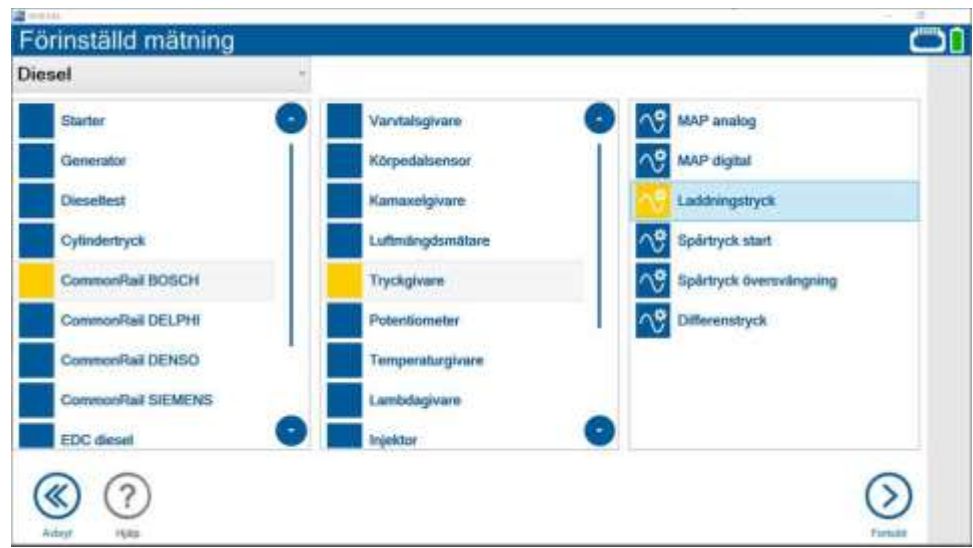 Förinställd mätning
Diesel
Starter
Generator
Dieseltest
Cylindertryck
CommonRail BOSCH
CommonRail DELPHI
CommonRail DENSO
CommonRail SIEMENS
EDC diesel
Varvtalsgivare
Körpedalsensor
Kamaxelgivare
Luftmängdsmätare
Tryckgivare
Potentiometer
Temperaturgivare
Lambdagivare
Injektor
MAP analog
MAP digital
Laddningstryck
Spårtryck start
Spårtryck översvängning
Differenstryck
Avbryt
Hjälp
Fortsätt